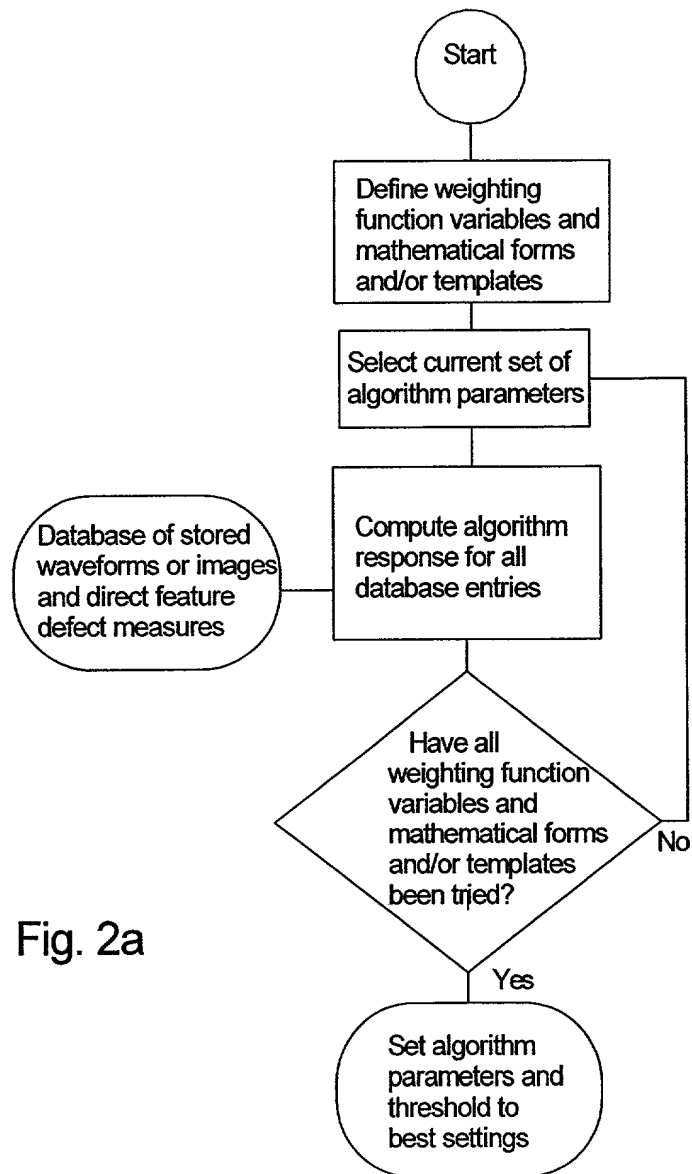 Start
Define weighting
function variables and
mathematical forms
and/or templates
Select current set of
algorithm parameters
Database of stored
waveforms or images
and direct feature
defect measures
Compute algorithm
response for all
database entries
Have all
weighting function
variables and
mathematical forms
and/or templates
been tried?
No
Yes
Fig. 2a
Set algorithm
parameters and
threshold to
best settings